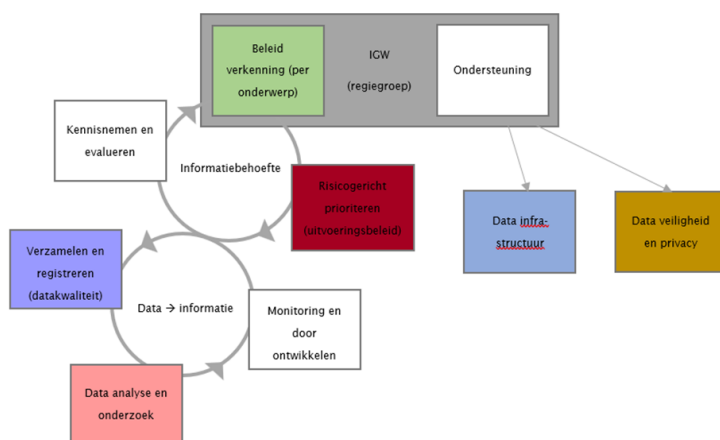 Beleid
verkenning (per
onderwerp)
IGW
(regiegroep)
Ondersteuning
Kennisnemen en
evalueren
Informatiebehoefte
Risicogericht
prioriteren
(uitvoeringsbeleid)
Data infra-
structuur
Data veiligheid
en privacy
Verzamelen en
registreren
(datakwaliteit)
Data → informatie
Monitoring en
door
ontwikkelen
Data analyse en
onderzoek